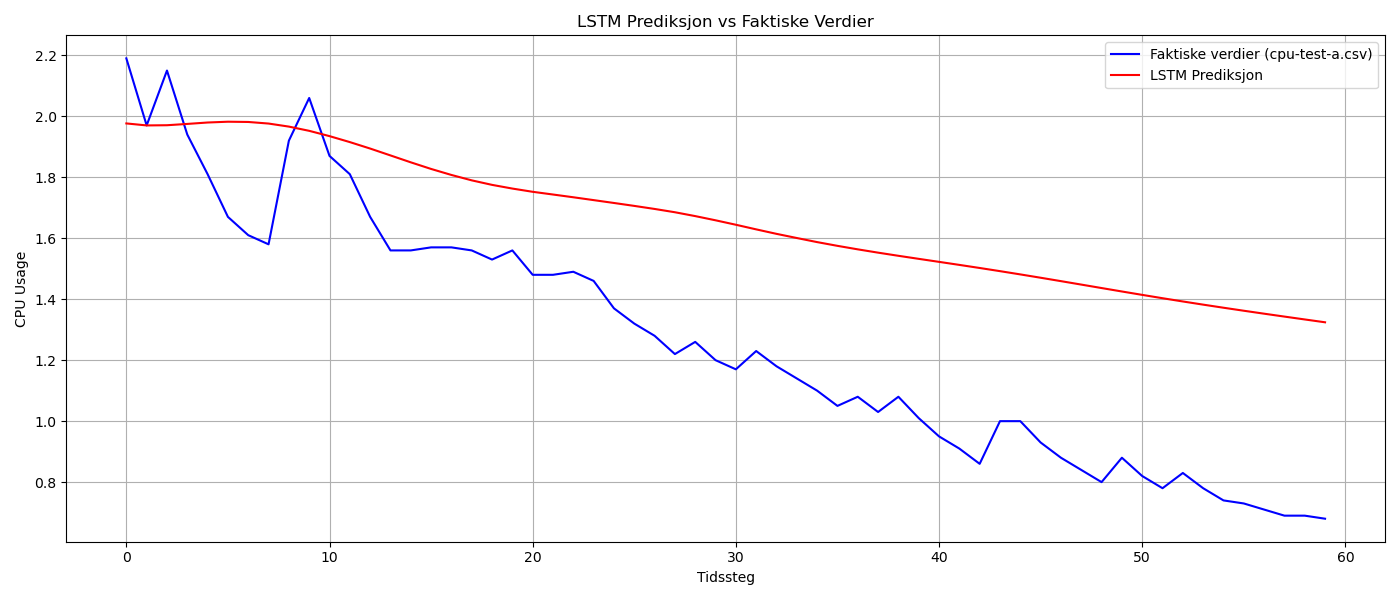 LSTM Prediksjon vs Faktiske Verdier
Faktiske verdier (cpu-test-a.csv)
LSTM Prediksjon
CPU Usage
2.2
2.0
1.8
1.6
1.4
1.2
1.0
0.8
0 10 20 30 40 50 60
Tidssteg